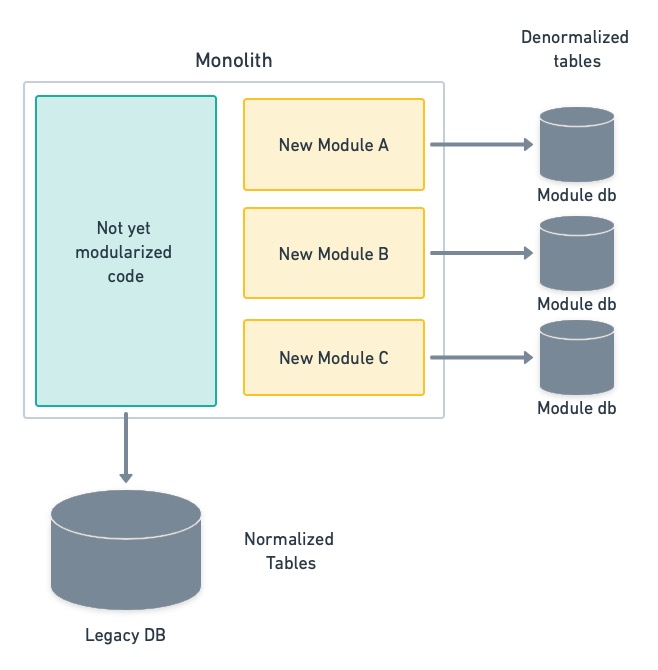 Denormalized
tables
Monolith
New Module A
Module db
Not yet
modularized
code
New Module B
Module db
New Module C
Module db
Normalized
Tables
Legacy DB